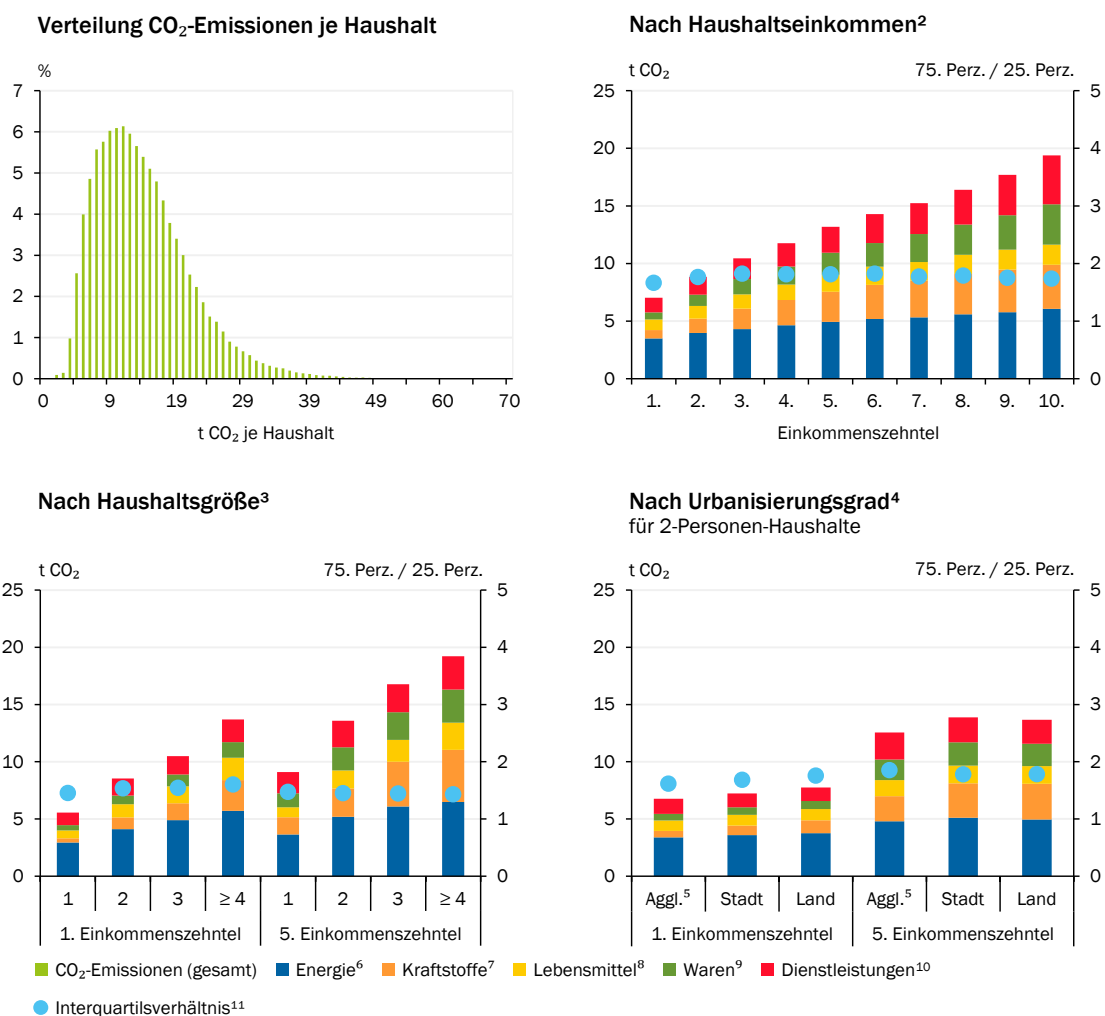 Verteilung CO₂-Emissionen je Haushalt
%
7
6
5
4
3
2
1
0
0 9 19 29 39 49 60 70
t CO₂ je Haushalt
Nach Haushaltseinkommen²
t CO₂ 75. Perz. / 25. Perz.
25 5
20 4
15 3
10 2
5 1
0 0
1. 2. 3. 4. 5. 6. 7. 8. 9. 10.
Einkommenszehntel
Nach Haushaltsgröße³
t CO₂ 75. Perz. / 25. Perz.
25 5
20 4
15 3
10 2
5 1
0 0
1 2 3 ≥ 4 1 2 3 ≥ 4
1. Einkommenszehntel 5. Einkommenszehntel
Nach Urbanisierungsgrad⁴
für 2-Personen-Haushalte
t CO₂ 75. Perz. / 25. Perz.
25 5
20 4
15 3
10 2
5 1
0 0
Aggl.⁵ Stadt Land Aggl.⁵ Stadt Land
1. Einkommenszehntel 5. Einkommenszehntel
CO₂-Emissionen (gesamt) Energie⁶ Kraftstoffe⁷ Lebensmittel⁸ Waren⁹ Dienstleistungen¹⁰
Interquartilsverhältnis¹¹